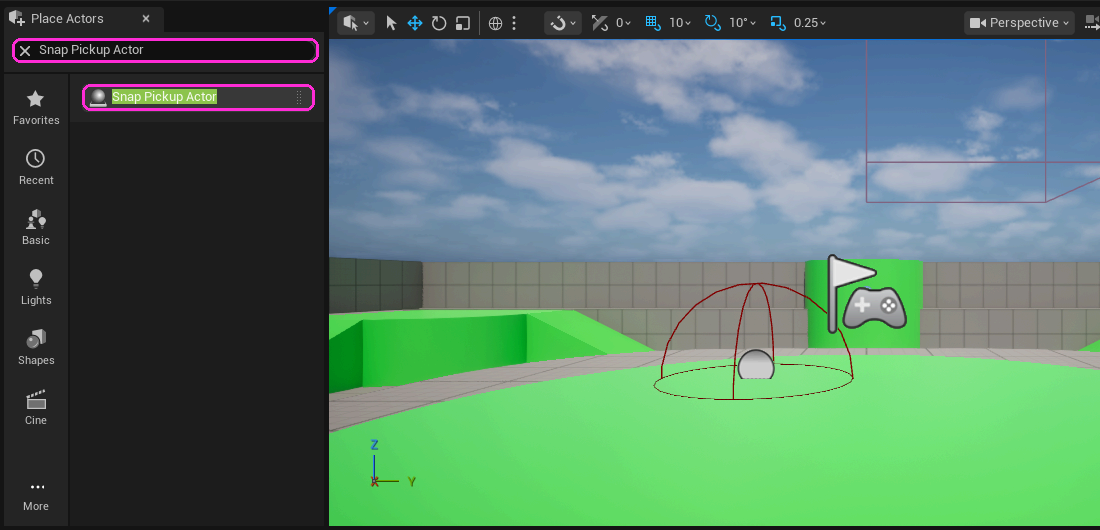 Place Actors
Snap Pickup Actor
Snap Pickup Actor
Favorites
Recent
Basic
Lights
Shapes
Cine
More
0
10
10°
0.25
Perspective
Z
X
Y